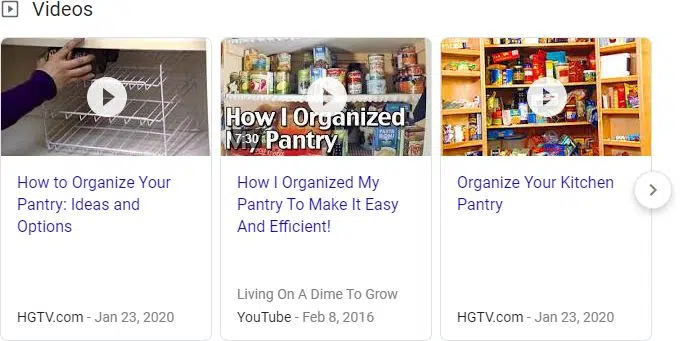 Videos
How I Organized
My Pantry
7:30
How to Organize Your
Pantry: Ideas and
Options
HGTV.com - Jan 23, 2020
How I Organized My
Pantry To Make It Easy
And Efficient!
Living On A Dime To Grow
YouTube - Feb 8, 2016
Organize Your Kitchen
Pantry
HGTV.com - Jan 23, 2020